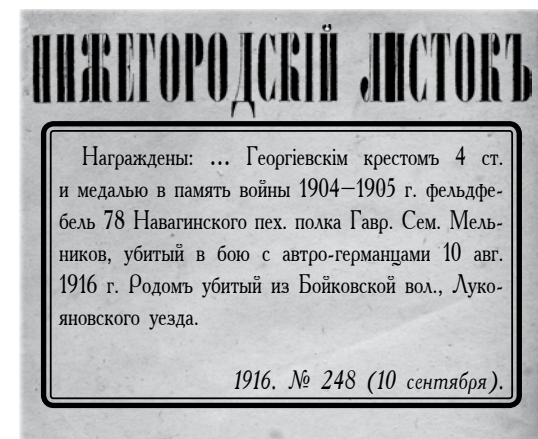 НИЖЕГОРОДСКІЙ ЛИСТОКЪ
Награждены: ... Георгіевскім крестомъ 4 ст.
и медалью в память войны 1904—1905 г. фельдфе-
бель 78 Навагинского пех. полка Гавр. Сем. Мель-
ников, убитый в бою с автро-германцами 10 авг.
1916 г. Родомъ убитый из Бойковской вол., Луко-
яновского уезда.
1916. № 248 (10 сентября).